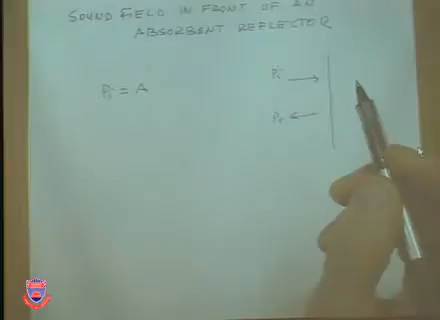 SOUND FIELD IN FRONT OF AN
ABSORBENT REFLECTOR
Pi = A
Pi →
Pr ←